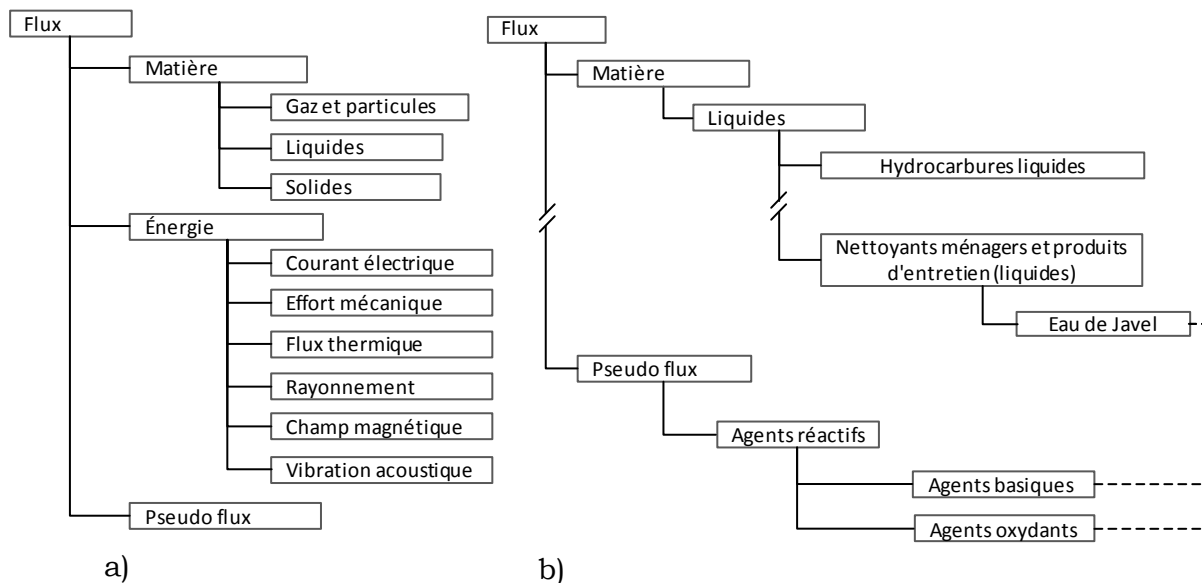 Flux
Matière
Gaz et particules
Liquides
Solides
Énergie
Courant électrique
Effort mécanique
Flux thermique
Rayonnement
Champ magnétique
Vibration acoustique
Pseudo flux
a)
Flux
Matière
Liquides
Hydrocarbures liquides
Nettoyants ménagers et produits
d'entretien (liquides)
Eau de Javel
Pseudo flux
Agents réactifs
Agents basiques
Agents oxydants
b)